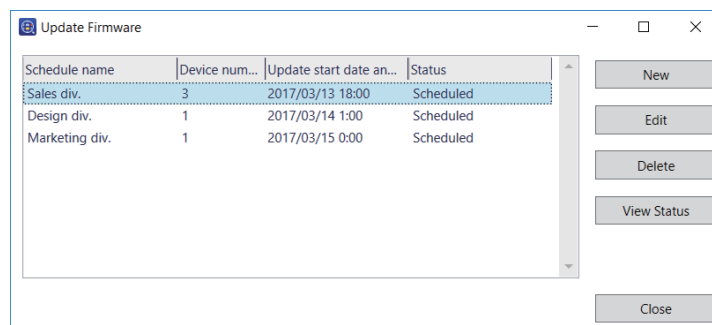 Update Firmware
Schedule name Device num... Update start date an... Status
Sales div. 3 2017/03/13 18:00 Scheduled
Design div. 1 2017/03/14 1:00 Scheduled
Marketing div. 1 2017/03/15 0:00 Scheduled
New
Edit
Delete
View Status
Close